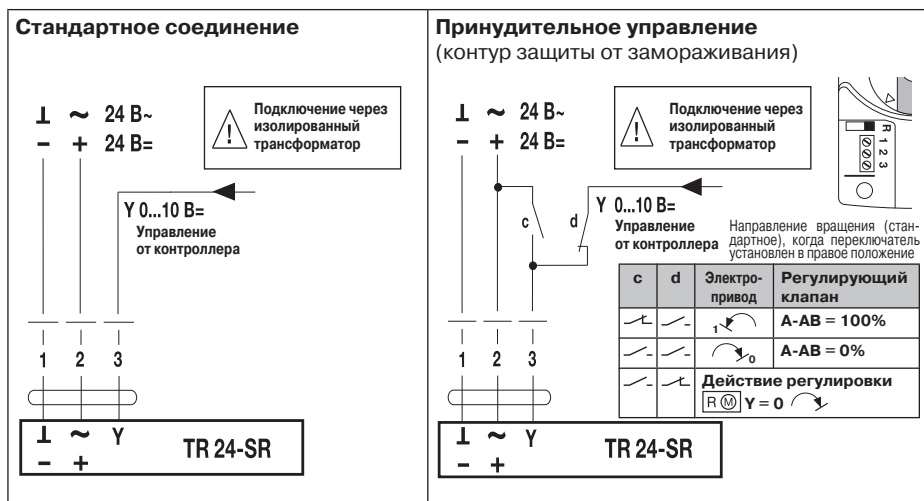 Стандартное соединение
⊥ ~ 24 В~
– + 24 В=
Подключение через
изолированный
трансформатор
Y 0...10 В=
Управление
от контроллера
1 2 3
⊥ ~ Y
– +
TR 24-SR
Принудительное управление
(контур защиты от замораживания)
⊥ ~ 24 В~
– + 24 В=
Подключение через
изолированный
трансформатор
R 1 2 3
c
d
Y 0...10 В=
Управление
от контроллера
Направление вращения (стан-
дартное), когда переключатель
установлен в правое положение
c d Электро-
привод Регулирующий
клапан
1 A-AB = 100%
0 A-AB = 0%
Действие регулировки
R M Y = 0
1 2 3
⊥ ~ Y
– +
TR 24-SR